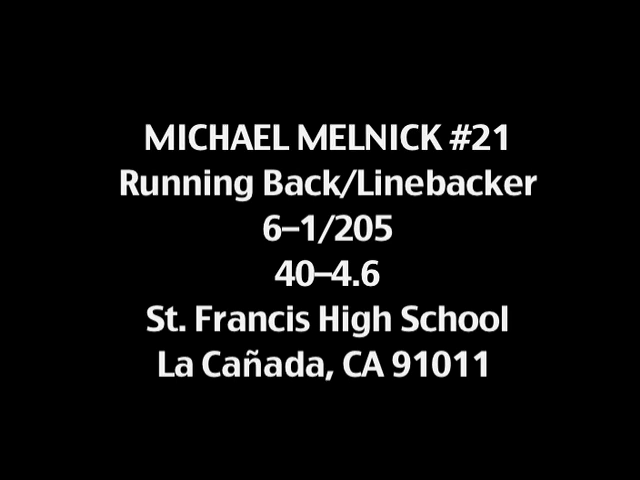 MICHAEL MELNICK #21
Running Back/Linebacker
6–1/205
40–4.6
St. Francis High School
La Cañada, CA 91011